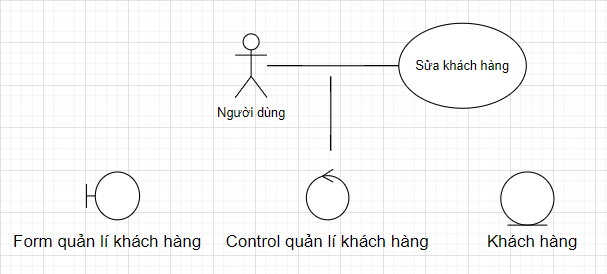 Sửa khách hàng
Người dùng
Form quản lí khách hàng
Control quản lí khách hàng
Khách hàng